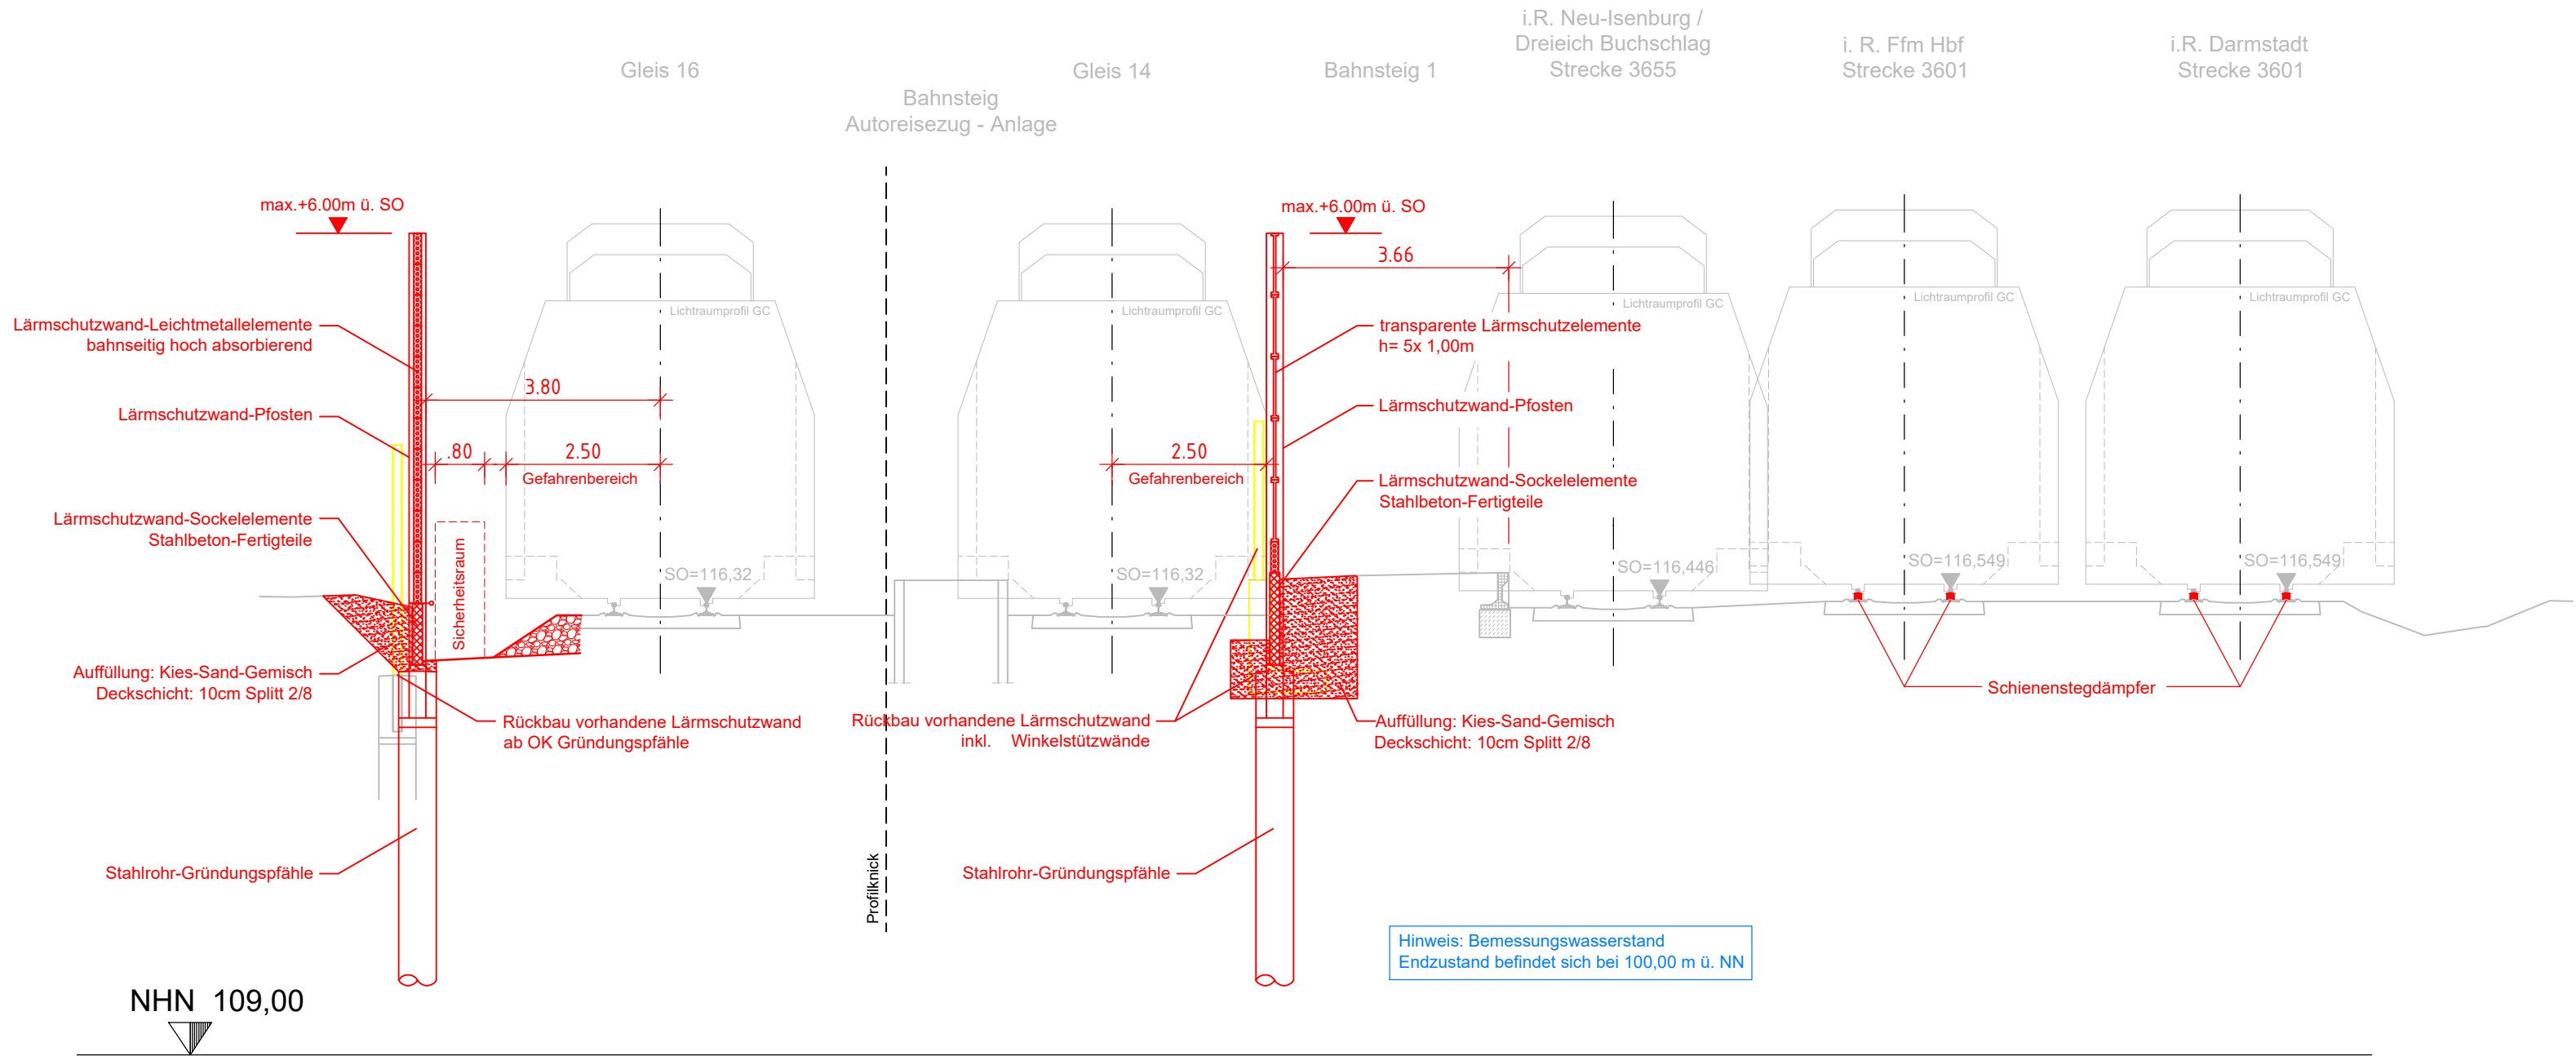 i.R. Neu-Isenburg /
Dreieich Buchschlag
Strecke 3655
i. R. Ffm Hbf
Strecke 3601
i.R. Darmstadt
Strecke 3601
Gleis 16
Gleis 14
Bahnsteig 1
Bahnsteig
Autoreisezug - Anlage
max.+6.00m ü. SO
max.+6.00m ü. SO
3.66
Lichtraumprofil GC
Lichtraumprofil GC
Lichtraumprofil GC
Lichtraumprofil GC
Lichtraumprofil GC
Lärmschutzwand-Leichtmetallelemente
bahnseitig hoch absorbierend
transparente Lärmschutzelemente
h= 5x 1,00m
3.80
Lärmschutzwand-Pfosten
Lärmschutzwand-Pfosten
.80
2.50
Gefahrenbereich
2.50
Gefahrenbereich
Lärmschutzwand-Sockelelemente
Stahlbeton-Fertigteile
Lärmschutzwand-Sockelelemente
Stahlbeton-Fertigteile
Sicherheitsraum
SO=116,32
SO=116,32
SO=116,446
SO=116,549
SO=116,549
Auffüllung: Kies-Sand-Gemisch
Deckschicht: 10cm Splitt 2/8
Schienenstegdämpfer
Rückbau vorhandene Lärmschutzwand
ab OK Gründungspfähle
Rückbau vorhandene Lärmschutzwand
inkl. Winkelstützwände
Auffüllung: Kies-Sand-Gemisch
Deckschicht: 10cm Splitt 2/8
Stahlrohr-Gründungspfähle
Profilknick
Stahlrohr-Gründungspfähle
Hinweis: Bemessungswasserstand
Endzustand befindet sich bei 100,00 m ü. NN
NHN 109,00